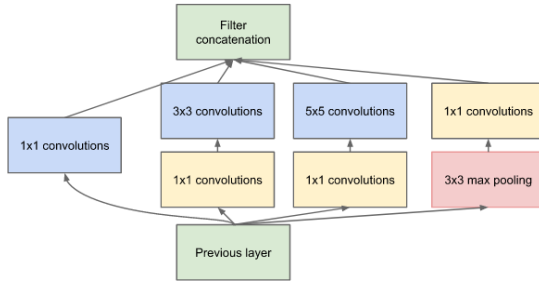 Filter
concatenation
3x3 convolutions
5x5 convolutions
1x1 convolutions
1x1 convolutions
1x1 convolutions
1x1 convolutions
3x3 max pooling
Previous layer